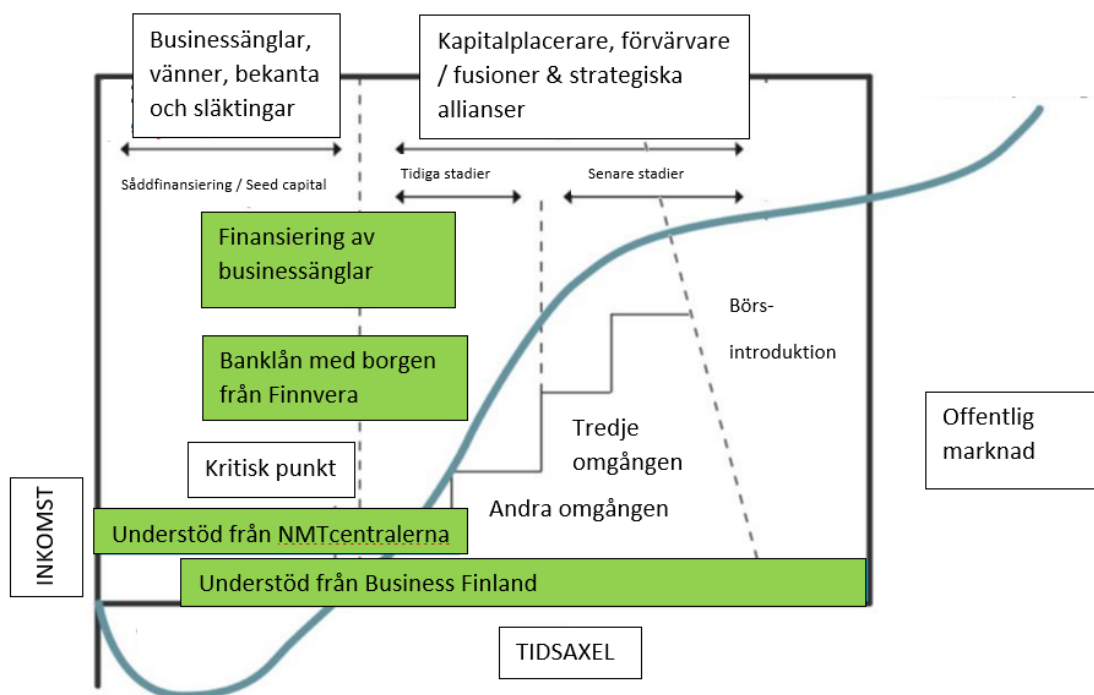 Businessänglar,
vänner, bekanta
och släktingar
Kapitalplacerare, förvärvare
/ fusioner & strategiska
allianser
Såddfinansiering / Seed capital
Tidiga stadier
Senare stadier
Finansiering av
businessänglar
Banklån med borgen
från Finnvera
Börs-
introduktion
Kritisk punkt
Tredje
omgången
Andra omgången
Offentlig
marknad
INKOMST
Understöd från NMTcentralerna
Understöd från Business Finland
TIDSAXEL